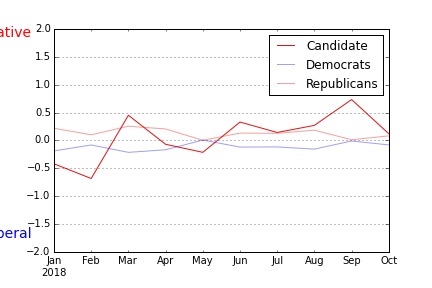 2.0
ative
Candidate
1.5
Democrats
Republicans
1.0
0.5
0.0
−0.5
−1.0
−1.5
beral
−2.0
Jan Feb Mar Apr May Jun Jul Aug Sep Oct
2018